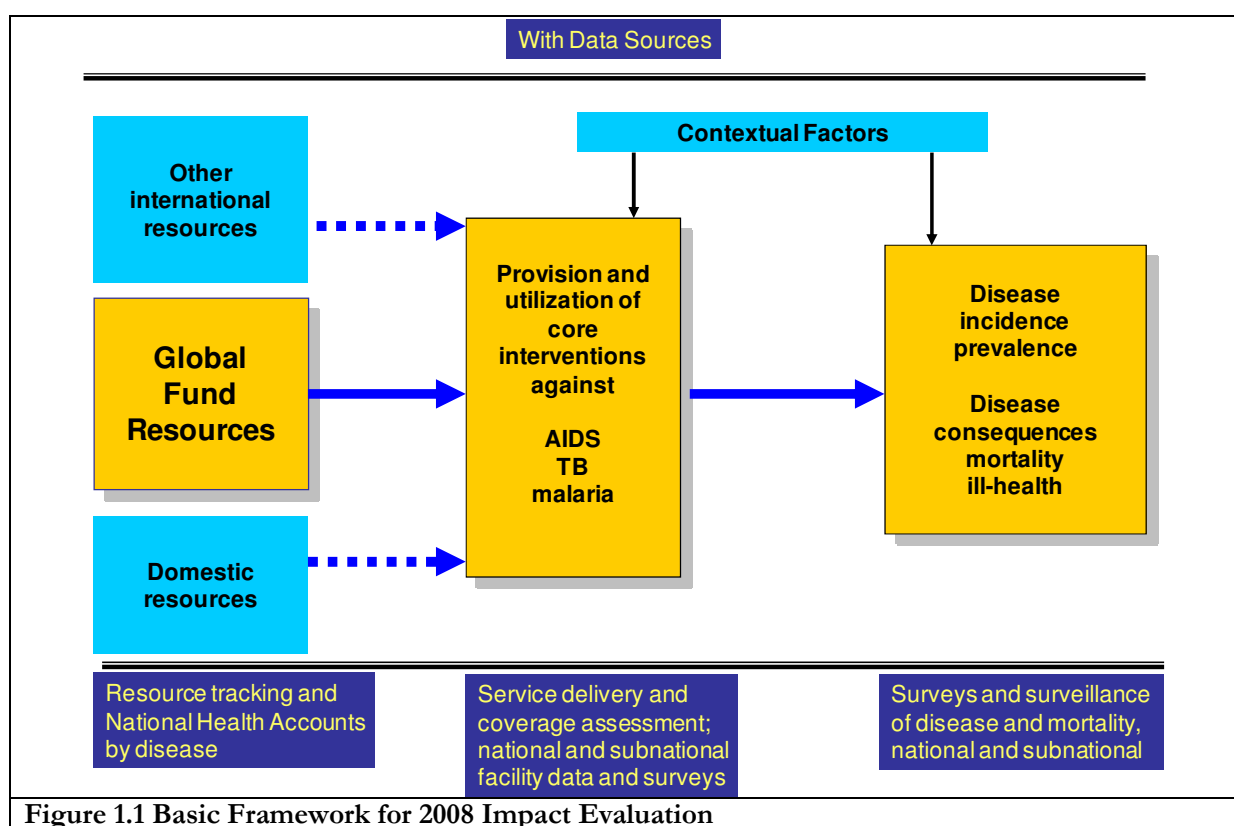 With Data Sources
Contextual Factors
Other
international
resources
Global
Fund
Resources
Domestic
resources
Provision and
utilization of
core
interventions
against
AIDS
TB
malaria
Disease
incidence
prevalence
Disease
consequences
mortality
ill-health
Resource tracking and
National Health Accounts
by disease
Service delivery and
coverage assessment;
national and subnational
facility data and surveys
Surveys and surveillance
of disease and mortality,
national and subnational
Figure 1.1 Basic Framework for 2008 Impact Evaluation